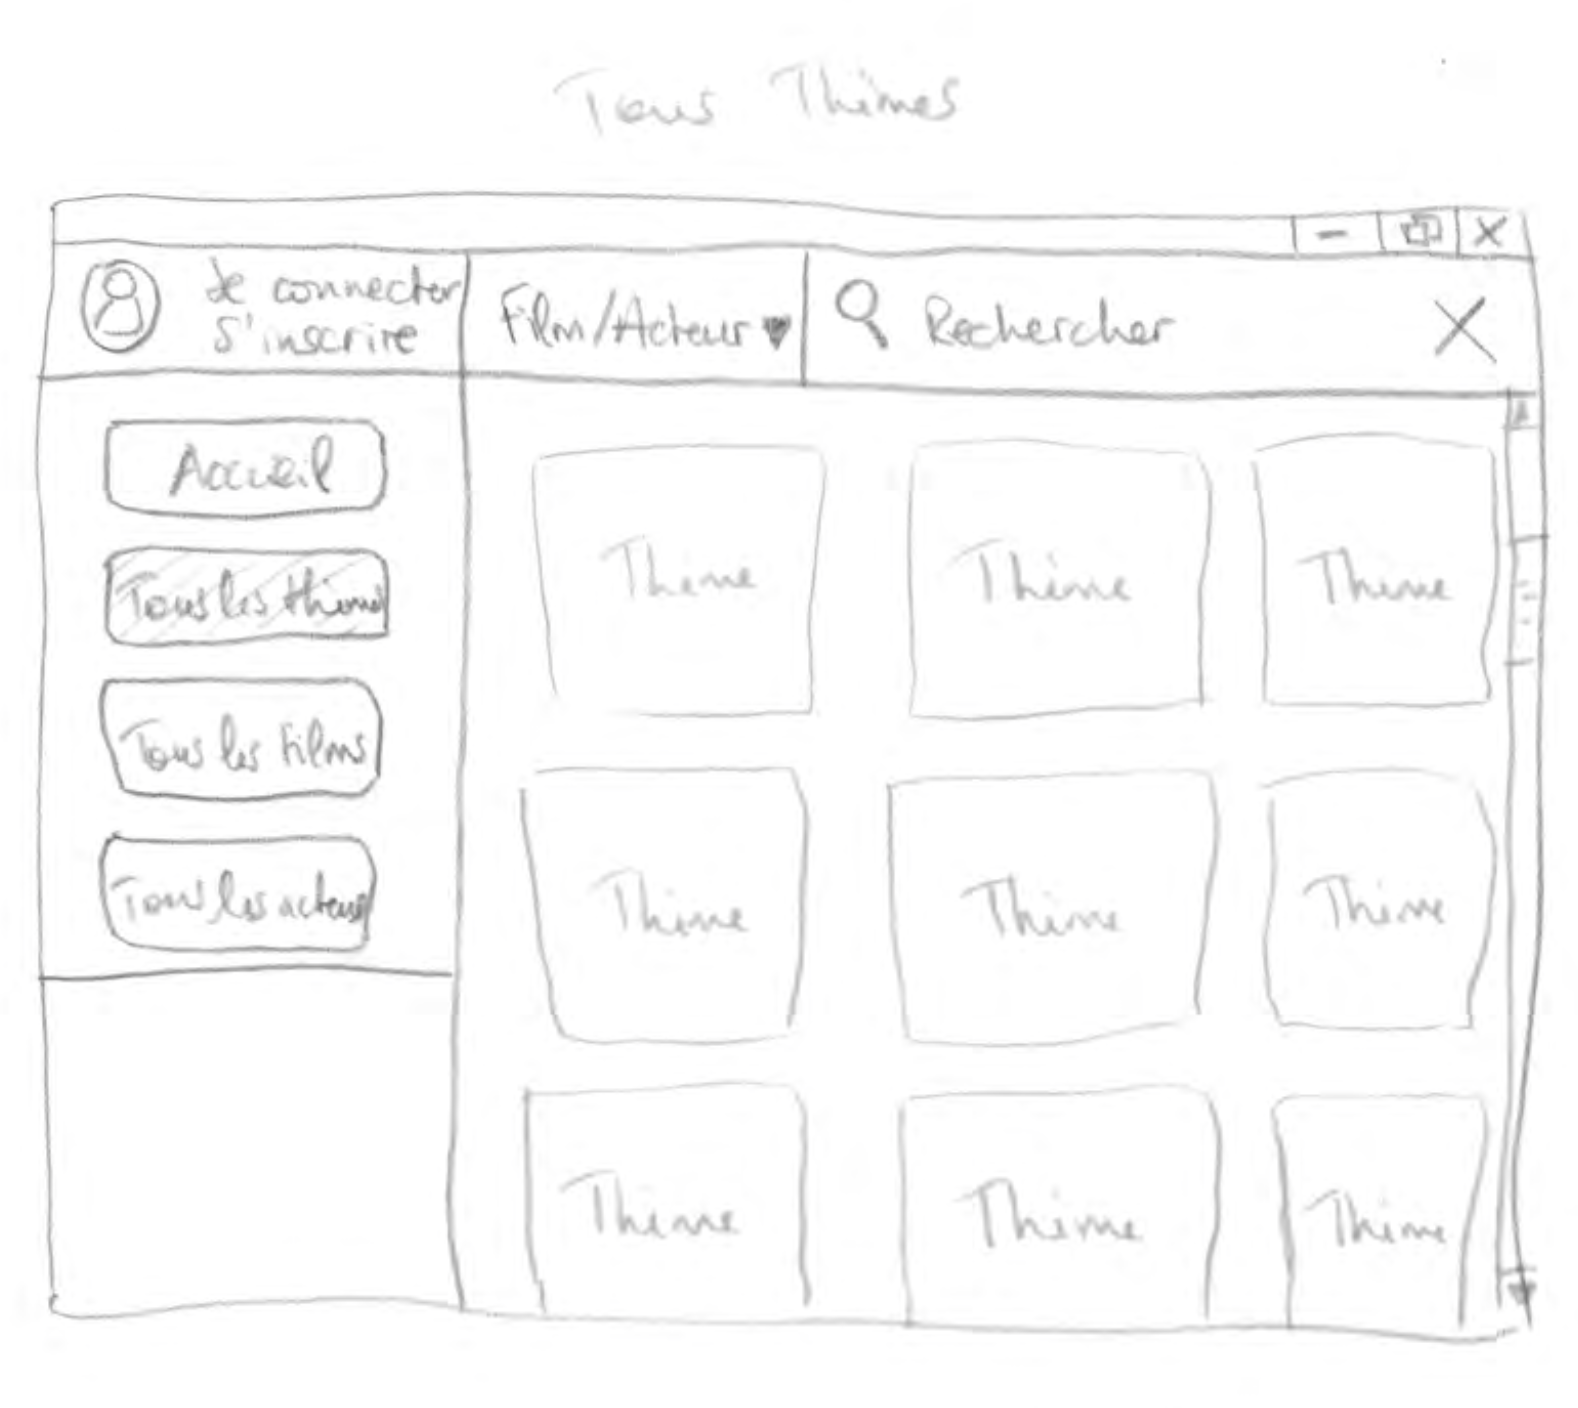 Tous Thèmes
Se connecter
S'inscrire
Film/Acteur
Rechercher
Accueil
Tous les thèmes
Tous les Films
Tous les acteurs
Thème
Thème
Thème
Thème
Thème
Thème
Thème
Thème
Thème